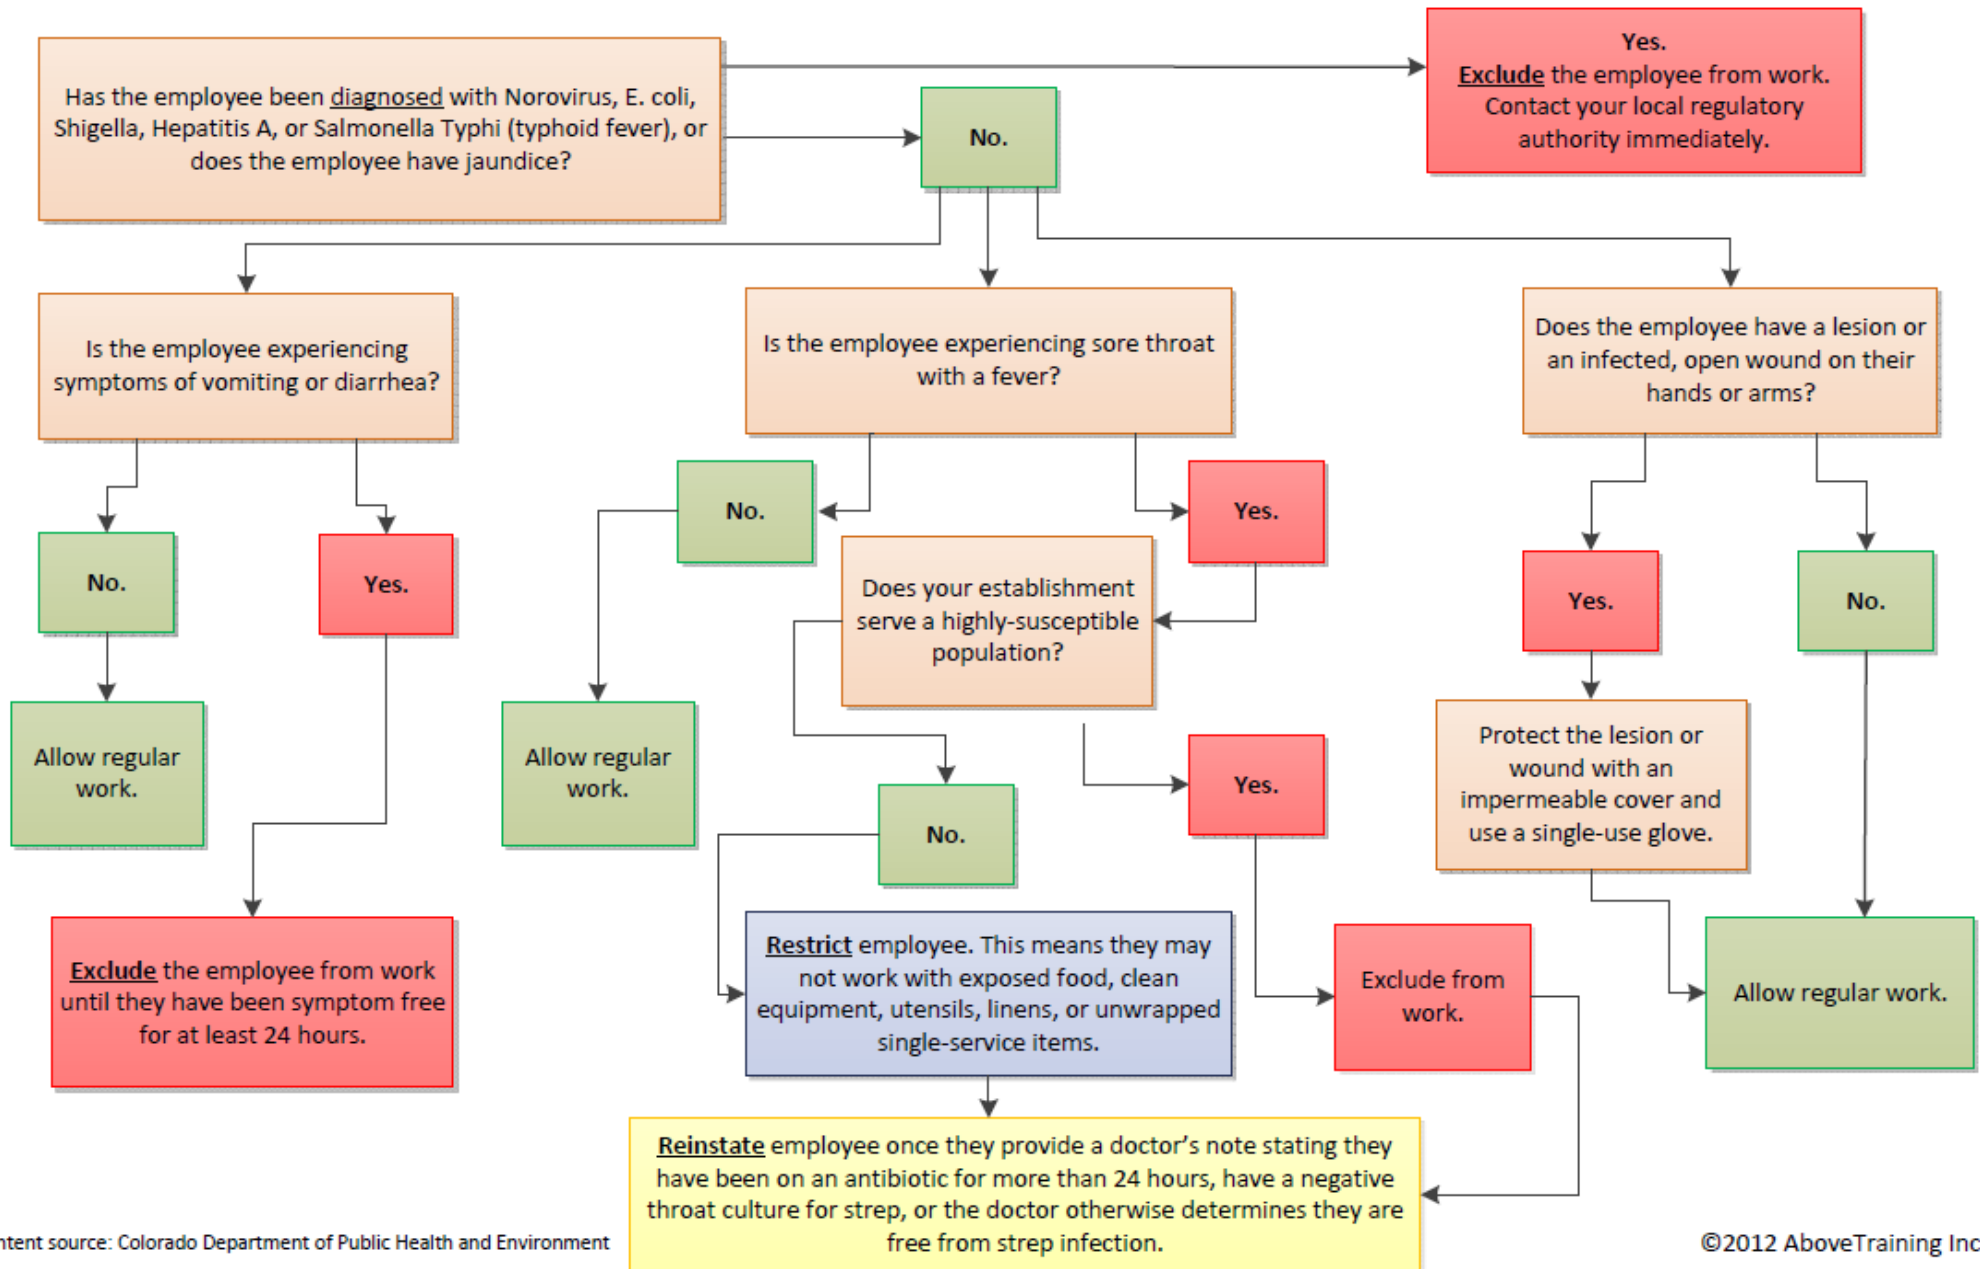 Has the employee been diagnosed with Norovirus, E. coli,
Shigella, Hepatitis A, or Salmonella Typhi (typhoid fever), or
does the employee have jaundice?
No.
Yes.
Exclude the employee from work.
Contact your local regulatory
authority immediately.
Is the employee experiencing
symptoms of vomiting or diarrhea?
No.
Yes.
Allow regular
work.
Exclude the employee from work
until they have been symptom free
for at least 24 hours.
Is the employee experiencing sore throat
with a fever?
No.
Yes.
Allow regular
work.
Does your establishment
serve a highly-susceptible
population?
No.
Yes.
Restrict employee. This means they may
not work with exposed food, clean
equipment, utensils, linens, or unwrapped
single-service items.
Exclude from
work.
Reinstate employee once they provide a doctor's note stating they
have been on an antibiotic for more than 24 hours, have a negative
throat culture for strep, or the doctor otherwise determines they are
free from strep infection.
Does the employee have a lesion or
an infected, open wound on their
hands or arms?
Yes.
No.
Protect the lesion or
wound with an
impermeable cover and
use a single-use glove.
Allow regular work.
ntent source: Colorado Department of Public Health and Environment
©2012 AboveTraining Inc